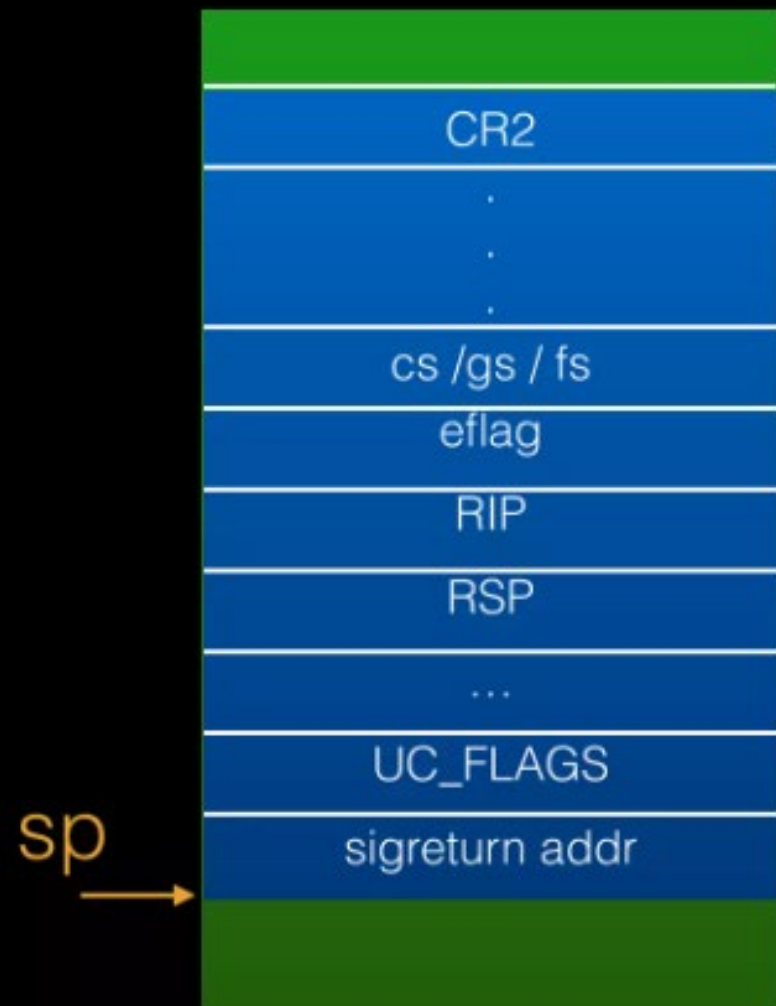 CR2
.
.
.
cs /gs / fs
eflag
RIP
RSP
...
UC_FLAGS
sp
sigreturn addr